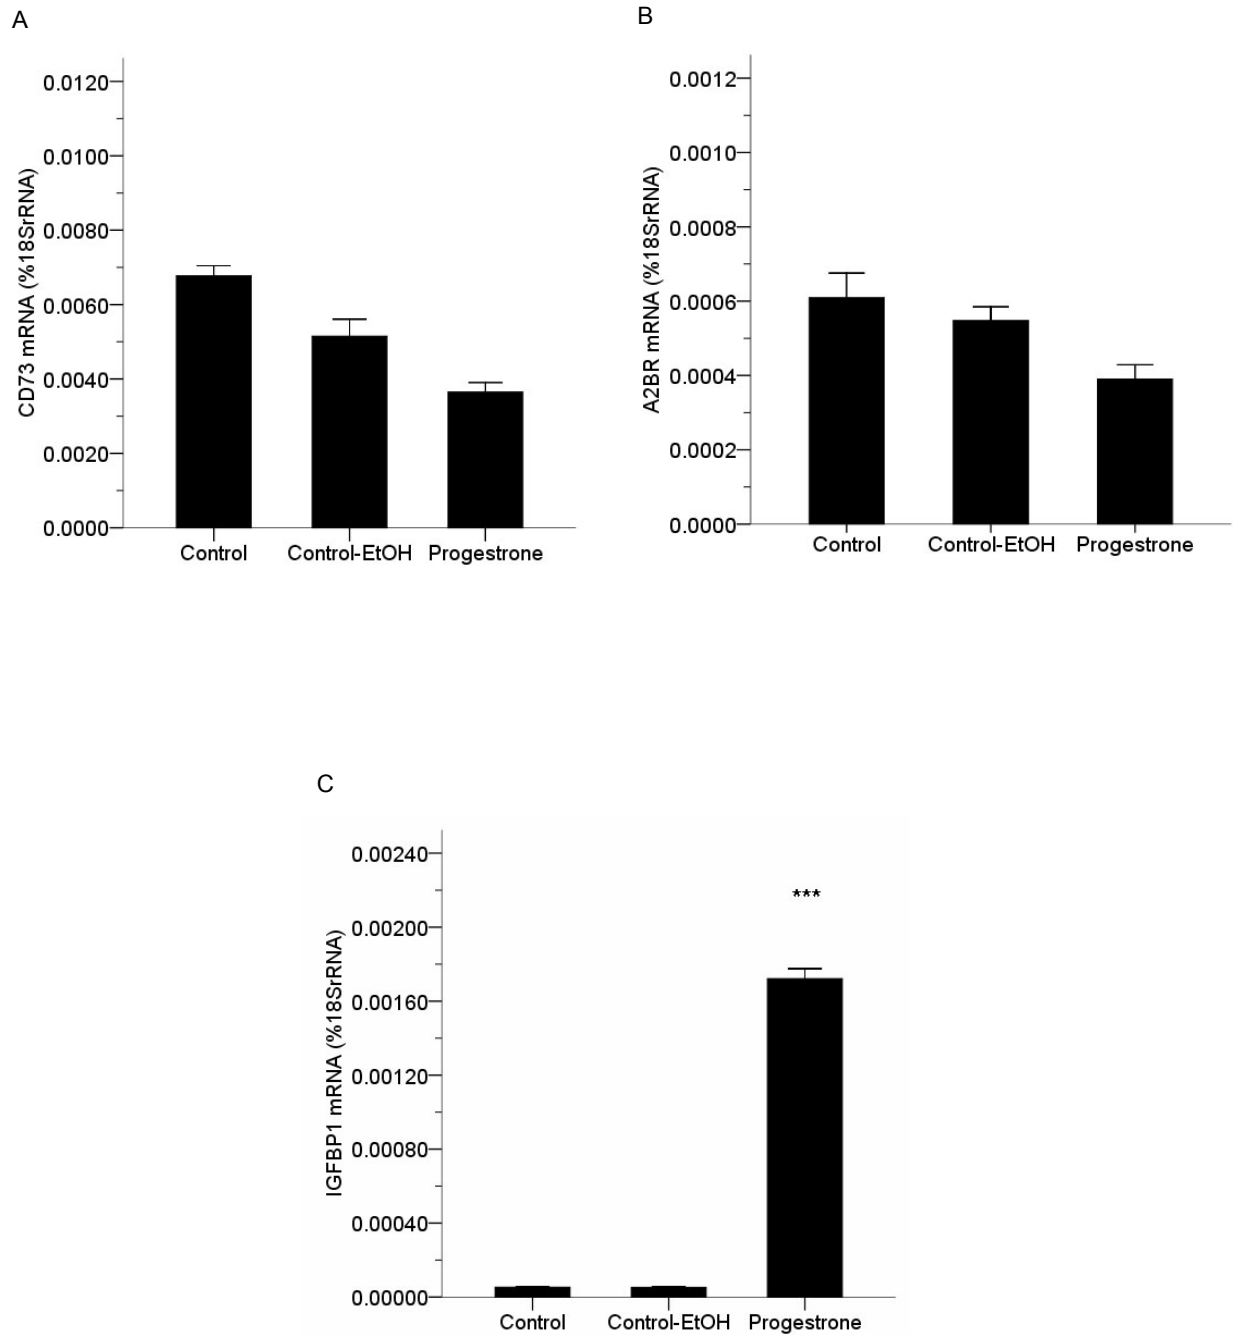 A
CD73 mRNA (%18SrRNA)
0.0120
0.0100
0.0080
0.0060
0.0040
0.0020
0.0000
Control Control-EtOH Progestrone
B
A2BR mRNA (%18SrRNA)
0.0012
0.0010
0.0008
0.0006
0.0004
0.0002
0.0000
Control Control-EtOH Progestrone
C
IGFBP1 mRNA (%18SrRNA)
0.00240
0.00200
0.00160
0.00120
0.00080
0.00040
0.00000
***
Control Control-EtOH Progestrone